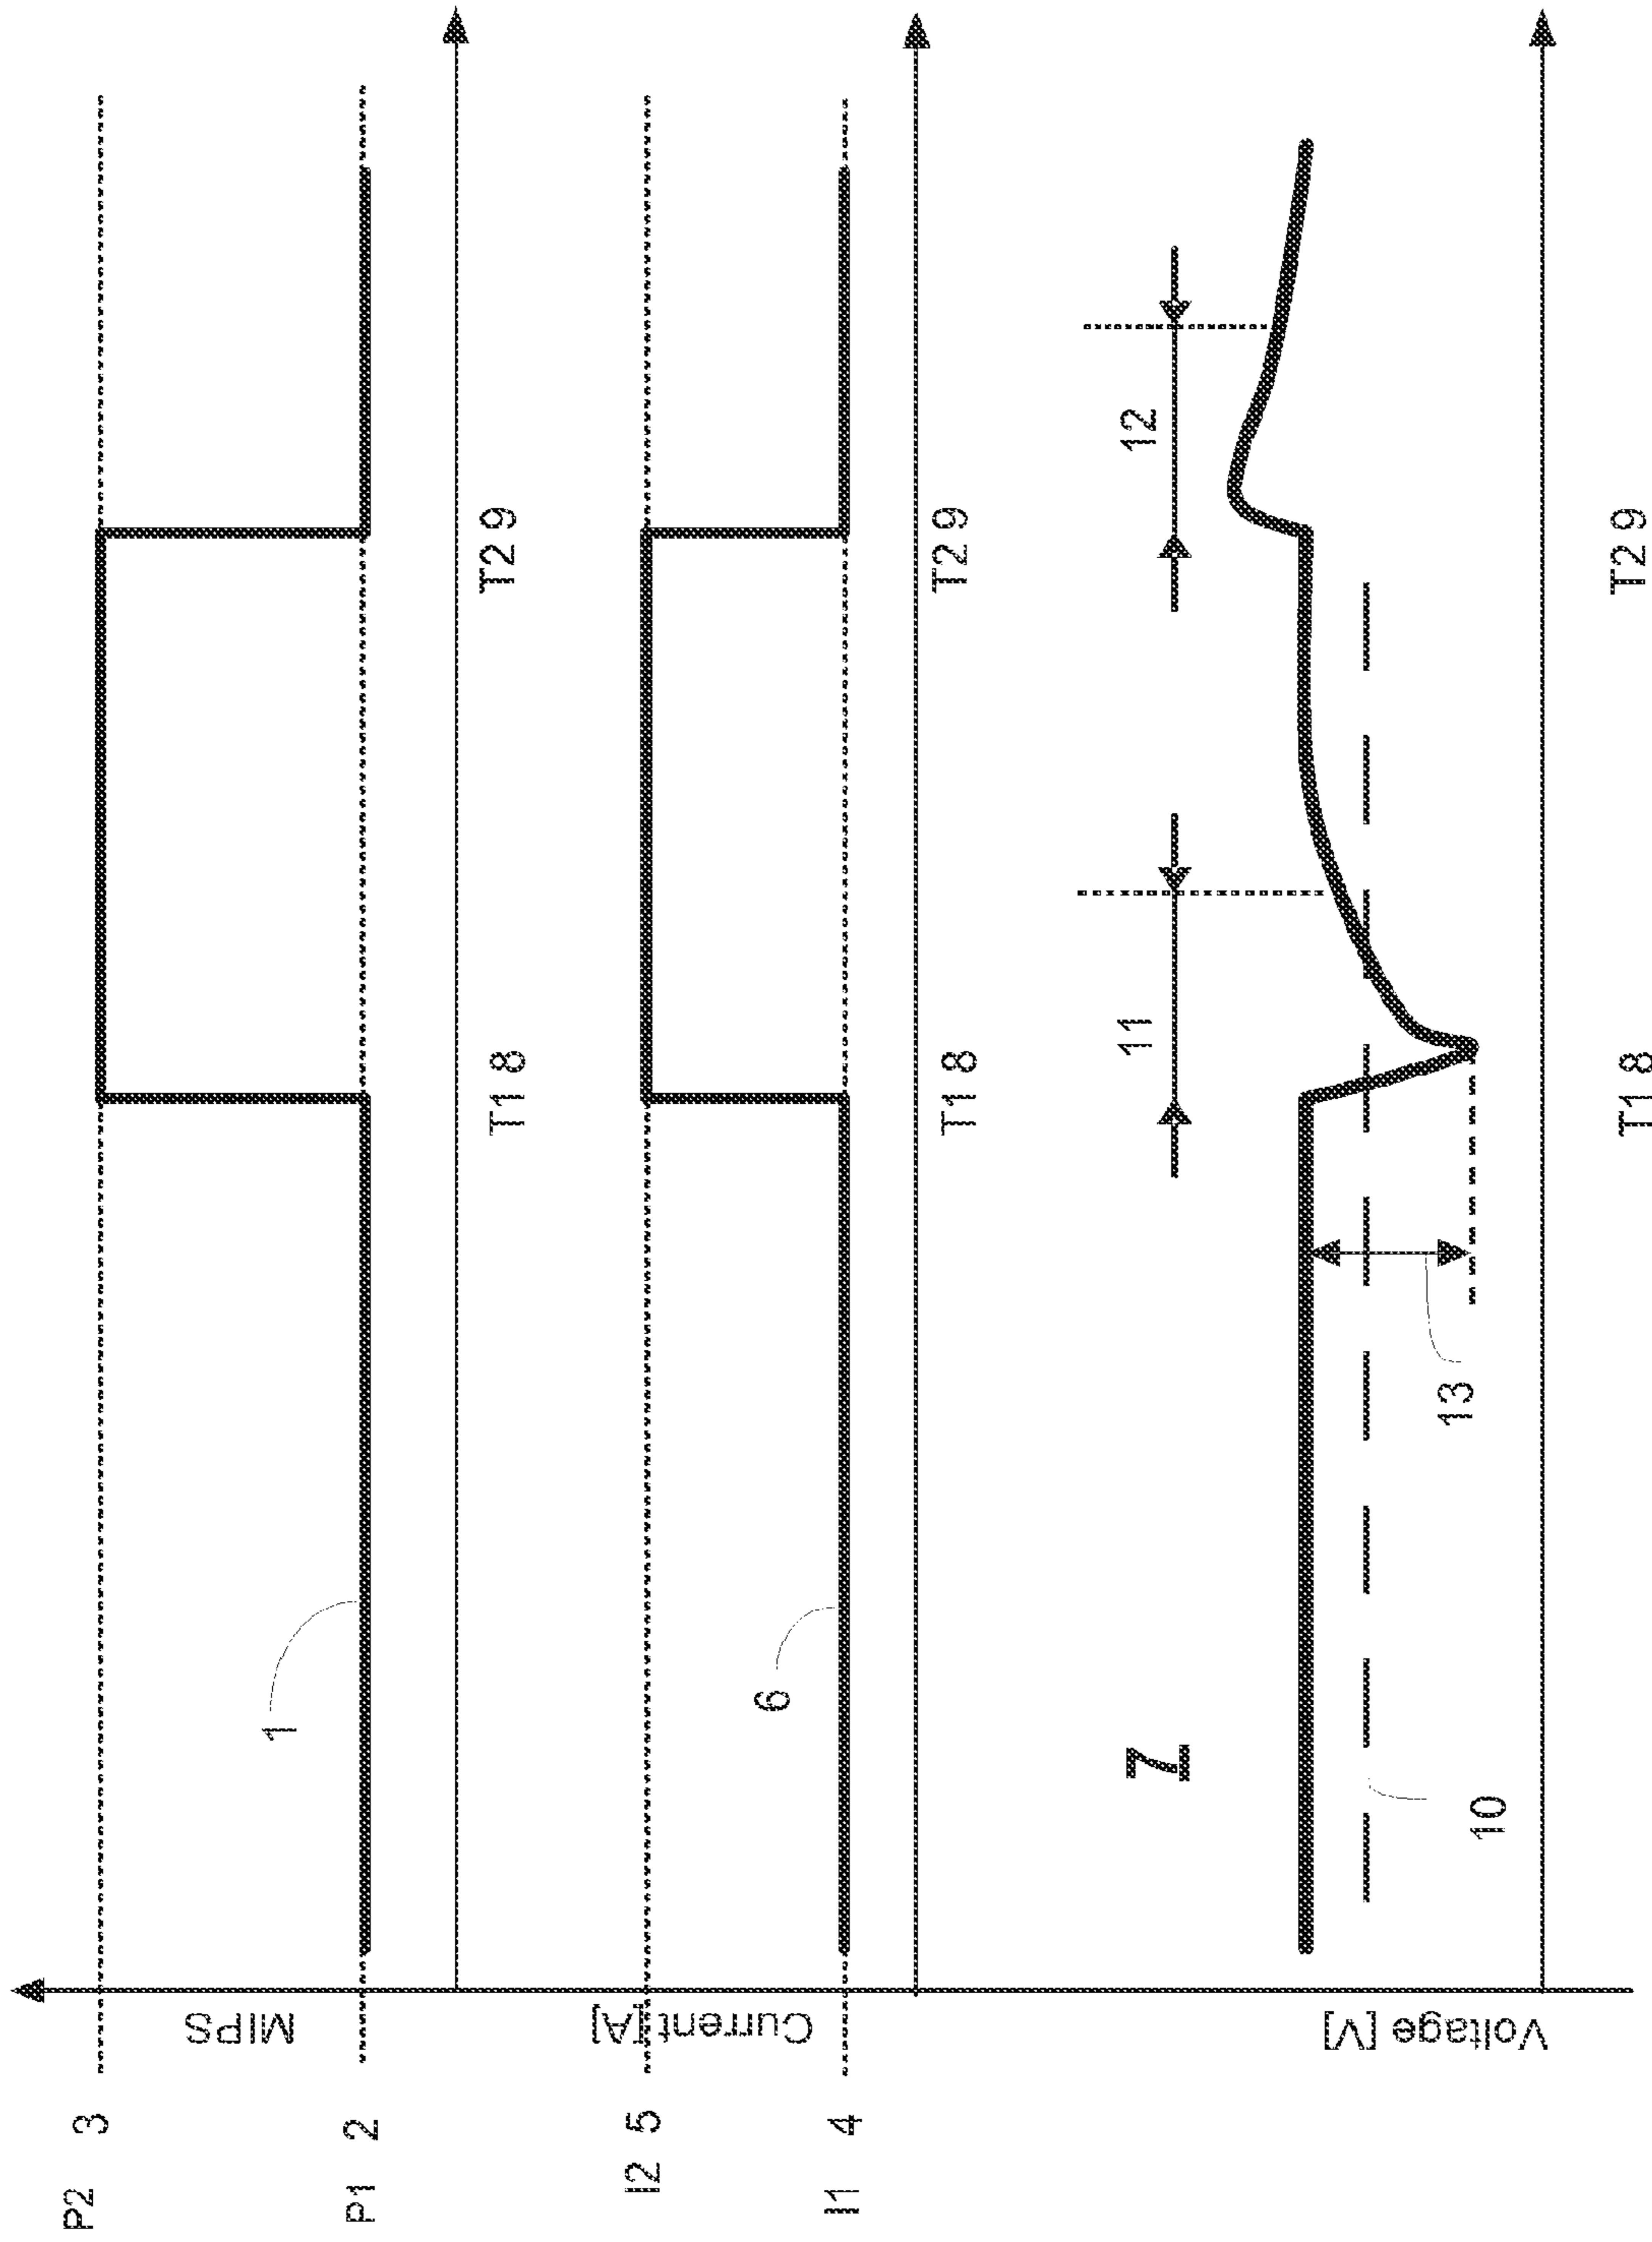 P2 3
MIPS
1
P1 2
T1 8
T2 9
I2 5
Current [A]
6
I1 4
T1 8
T2 9
7
11
12
Voltage [V]
13
10
T1 8
T2 9